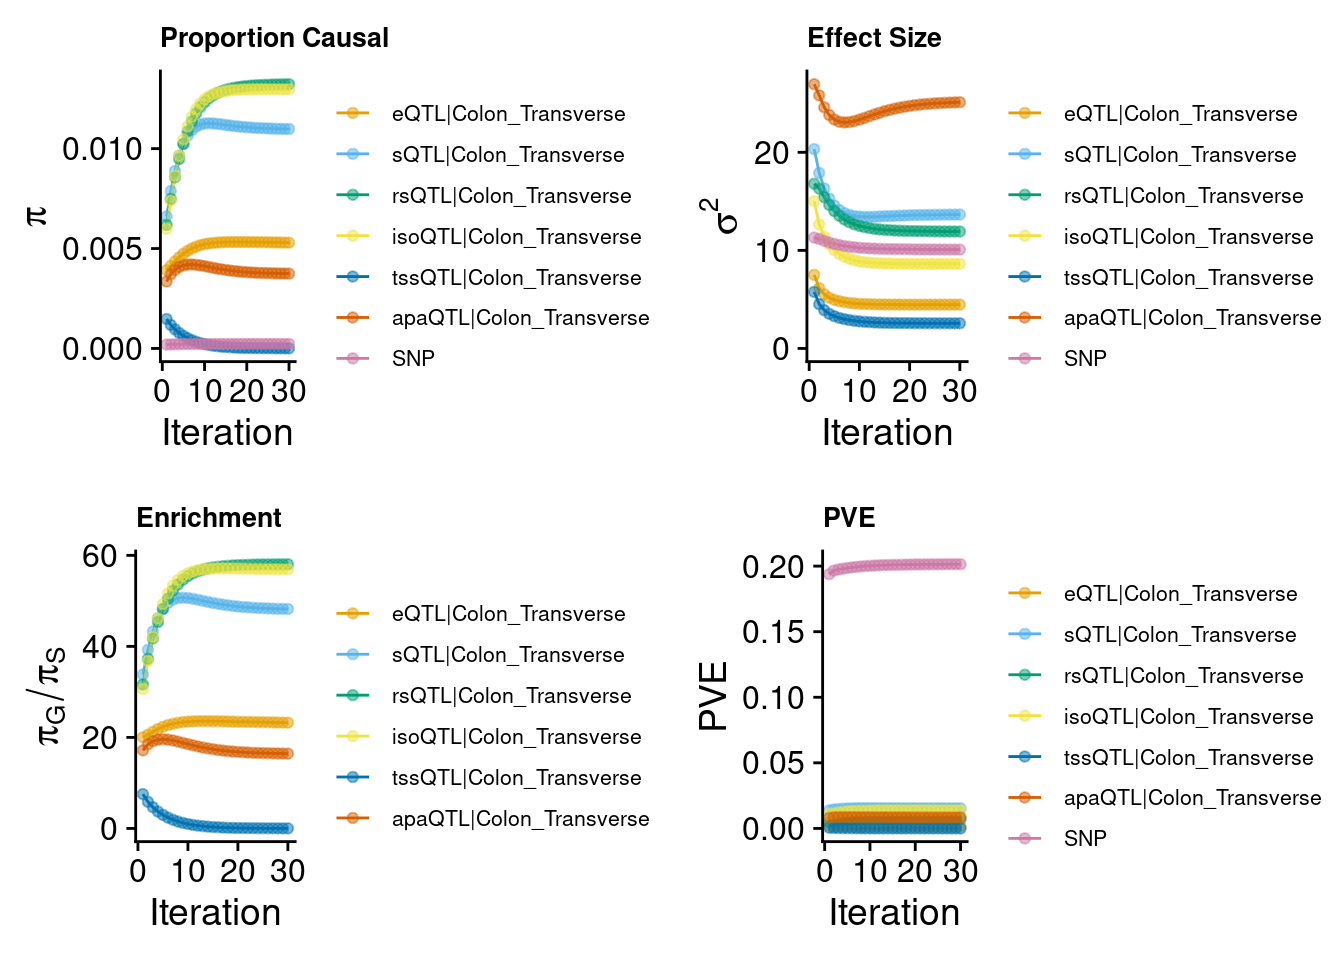 Proportion Causal
π
0.010
0.005
0.000
0 10 20 30
Iteration
eQTL|Colon_Transverse
sQTL|Colon_Transverse
rsQTL|Colon_Transverse
isoQTL|Colon_Transverse
tssQTL|Colon_Transverse
apaQTL|Colon_Transverse
SNP
Effect Size
σ²
20
10
0
0 10 20 30
Iteration
eQTL|Colon_Transverse
sQTL|Colon_Transverse
rsQTL|Colon_Transverse
isoQTL|Colon_Transverse
tssQTL|Colon_Transverse
apaQTL|Colon_Transverse
SNP
Enrichment
π_G/π_S
60
40
20
0
0 10 20 30
Iteration
eQTL|Colon_Transverse
sQTL|Colon_Transverse
rsQTL|Colon_Transverse
isoQTL|Colon_Transverse
tssQTL|Colon_Transverse
apaQTL|Colon_Transverse
PVE
PVE
0.20
0.15
0.10
0.05
0.00
0 10 20 30
Iteration
eQTL|Colon_Transverse
sQTL|Colon_Transverse
rsQTL|Colon_Transverse
isoQTL|Colon_Transverse
tssQTL|Colon_Transverse
apaQTL|Colon_Transverse
SNP